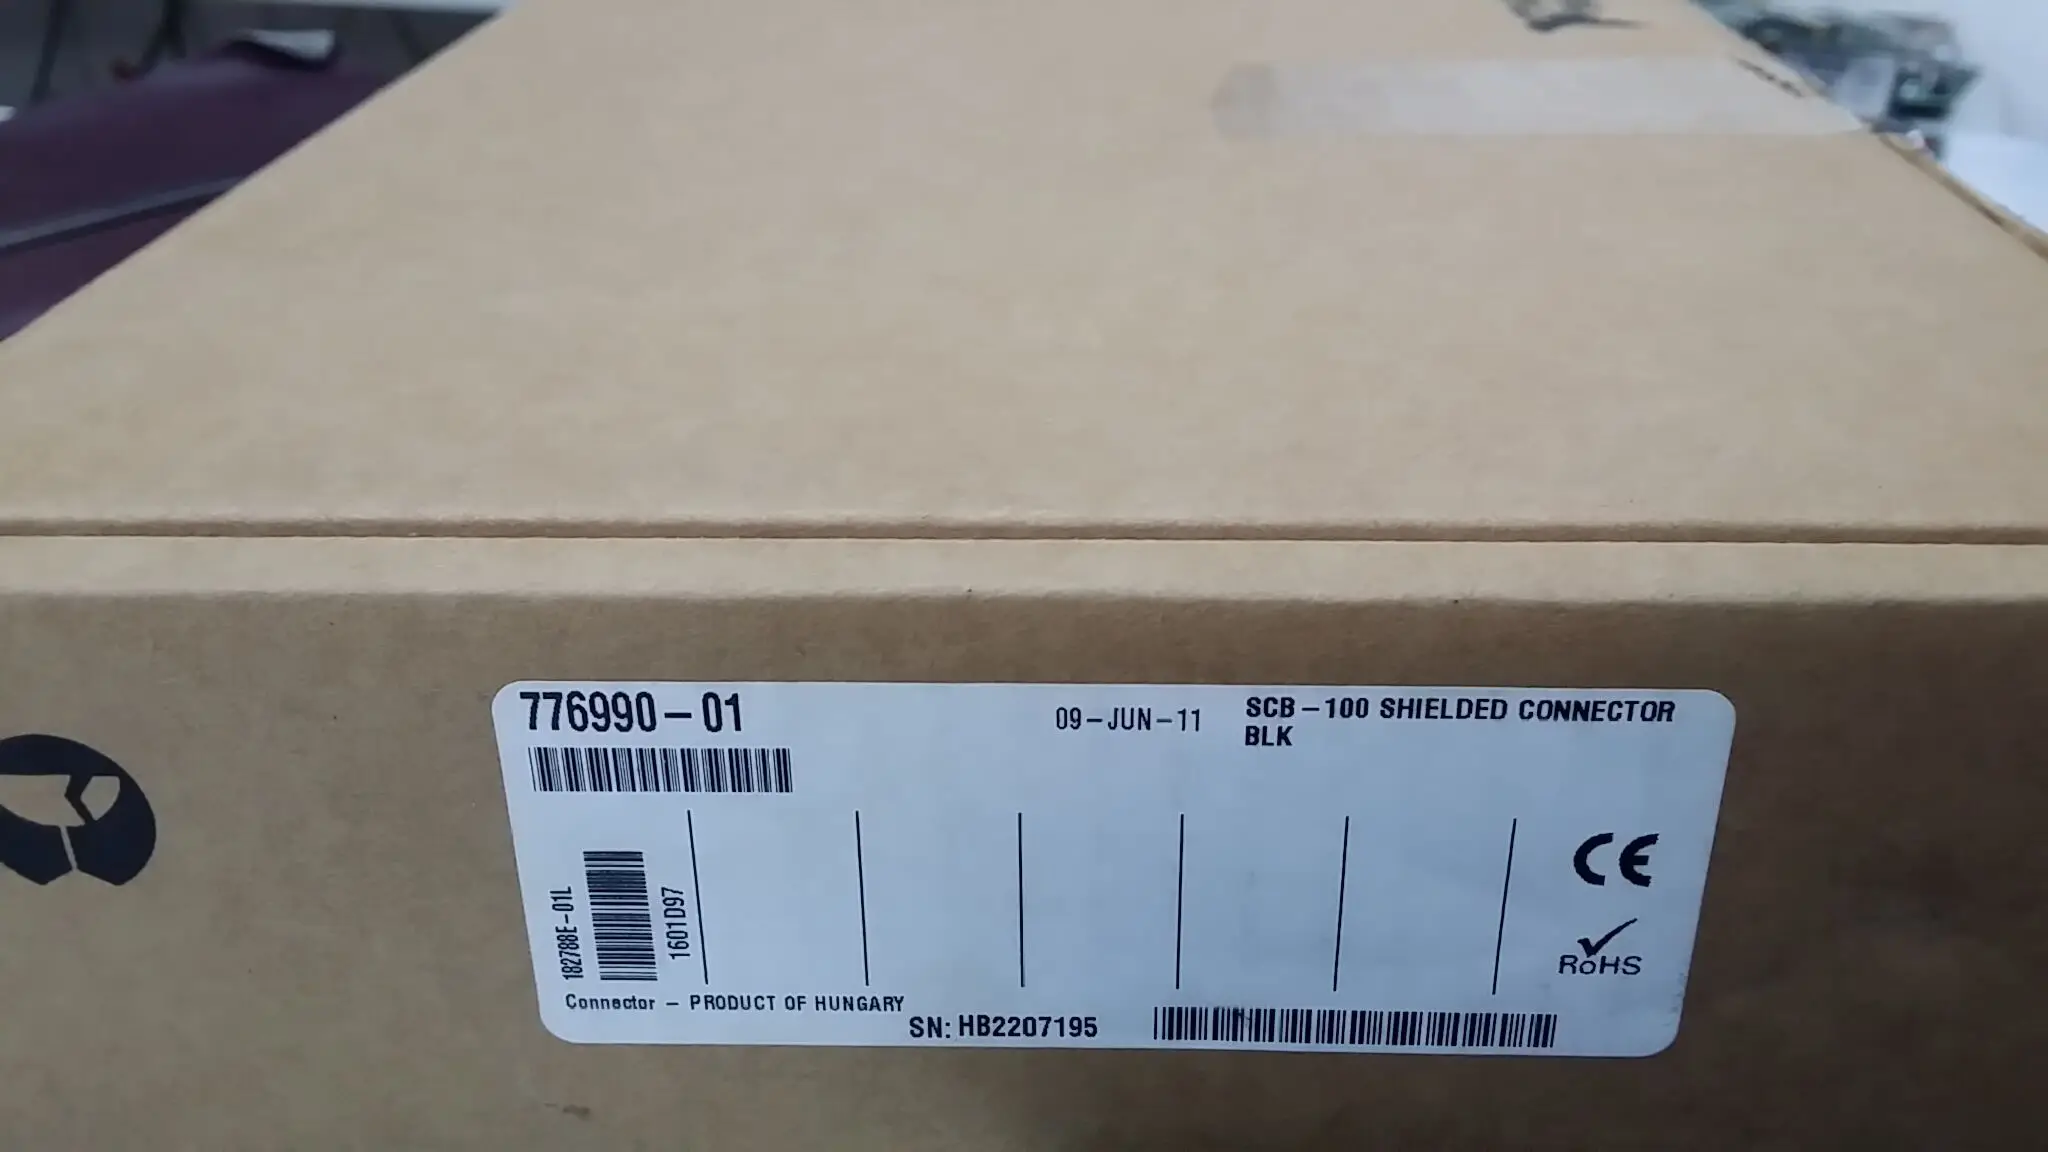 776990-01
09-JUN-11
SCB-100 SHIELDED CONNECTOR
BLK
182788E-01L
1601D97
CE
RoHS
Connector - PRODUCT OF HUNGARY
SN: HB2207195